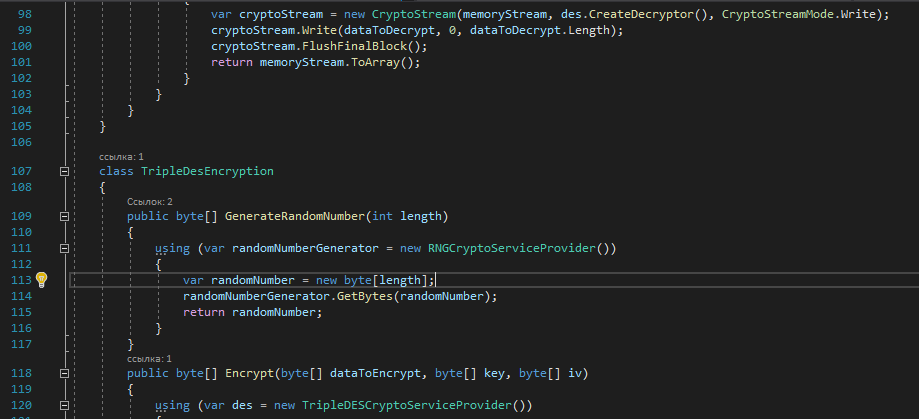 {
98 var cryptoStream = new CryptoStream(memoryStream, des.CreateDecryptor(), CryptoStreamMode.Write);
99 cryptoStream.Write(dataToDecrypt, 0, dataToDecrypt.Length);
100 cryptoStream.FlushFinalBlock();
101 return memoryStream.ToArray();
102 }
103 }
104 }
105 }
106
ссылка: 1
107 class TripleDesEncryption
108 {
Ссылок: 2
109 public byte[] GenerateRandomNumber(int length)
110 {
111 using (var randomNumberGenerator = new RNGCryptoServiceProvider())
112 {
113 var randomNumber = new byte[length];
114 randomNumberGenerator.GetBytes(randomNumber);
115 return randomNumber;
116 }
117 }
ссылка: 1
118 public byte[] Encrypt(byte[] dataToEncrypt, byte[] key, byte[] iv)
119 {
120 using (var des = new TripleDESCryptoServiceProvider())